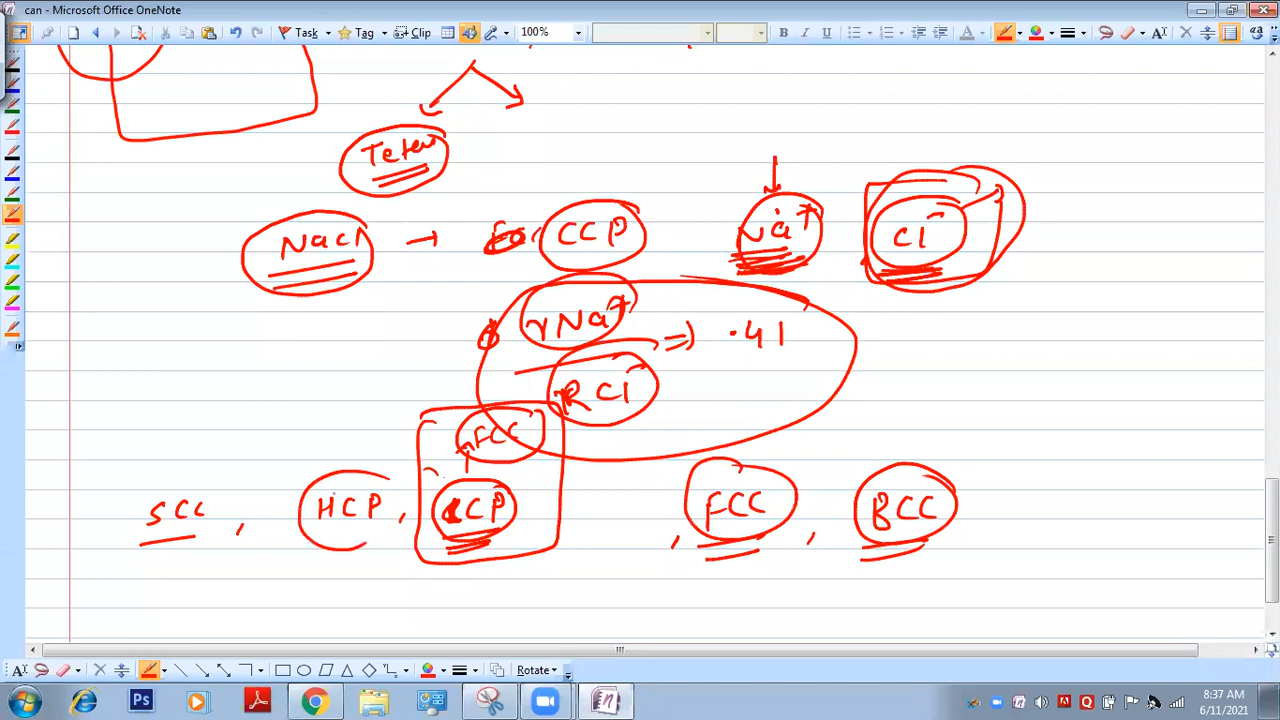 can - Microsoft Office OneNote
Task Tag Clip 100% B I U
Tetra
NaCl → CCP Na+ Cl-
rNa+
⇒ .41
RCl-
FCC
SCC , HCP , CCP , FCC , BCC
Rotate
8:37 AM
6/11/2021